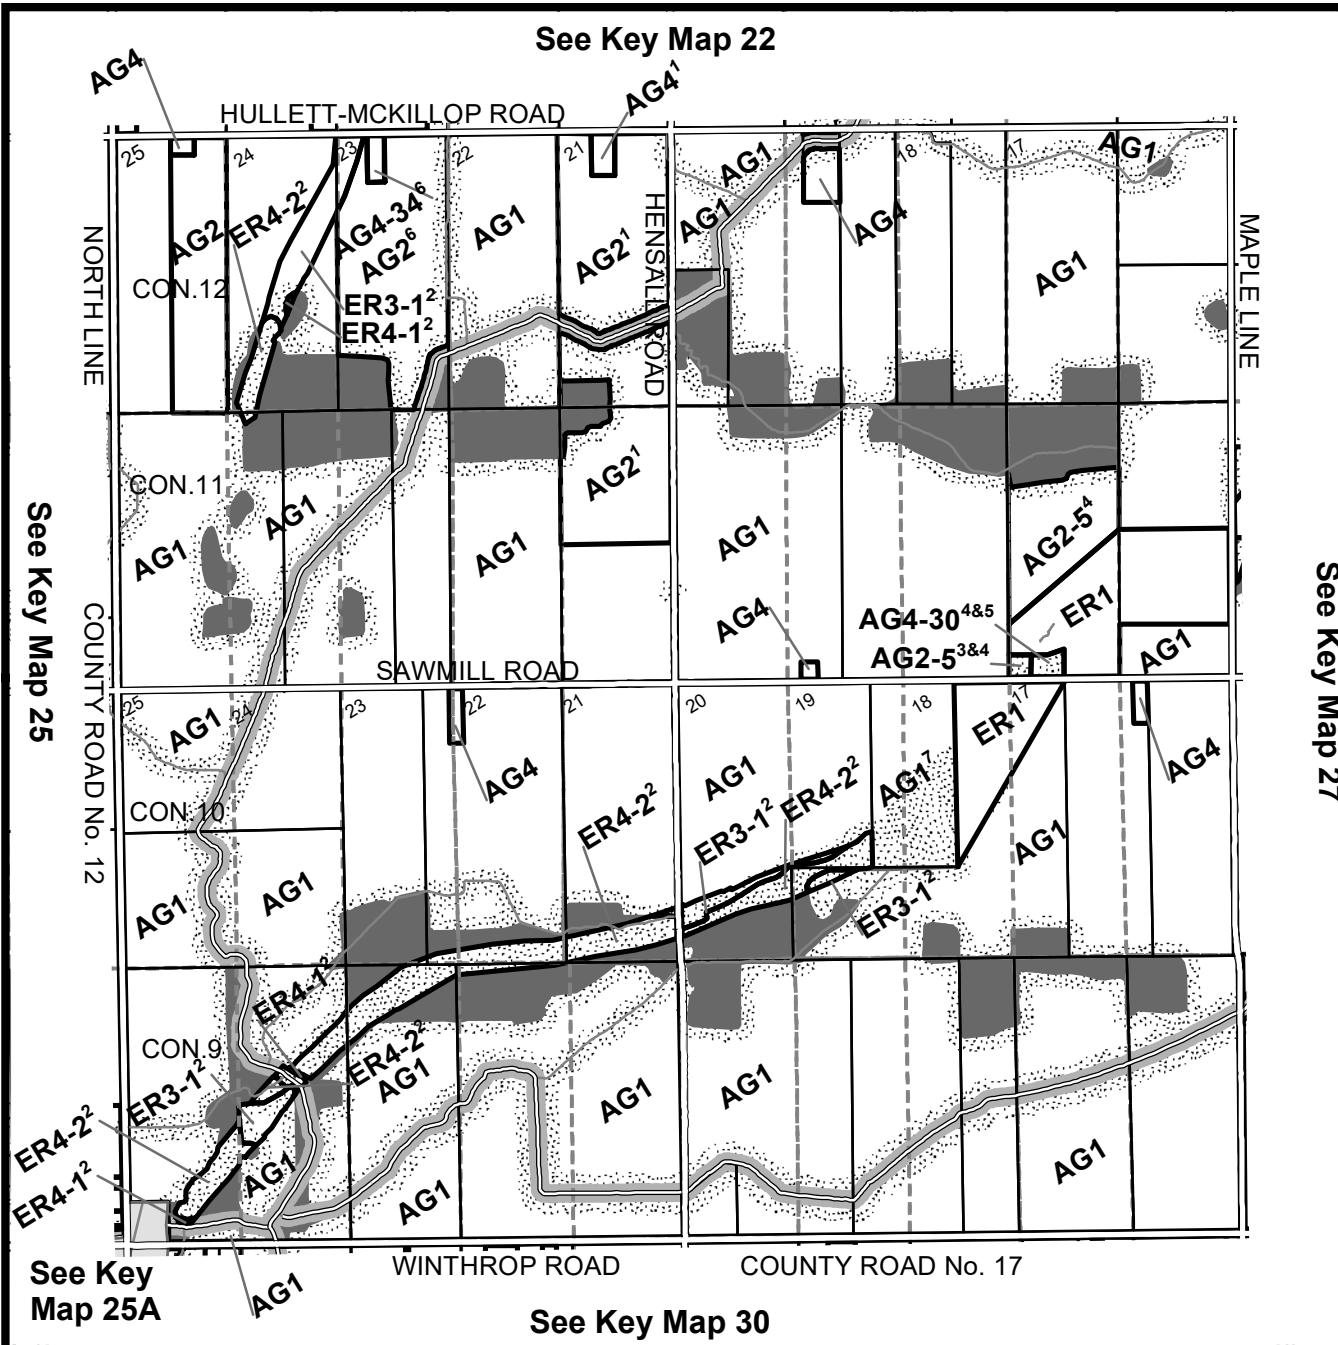 See Key Map 22
AG4
AG4¹
HULLETT-MCKILLOP ROAD
25
24
23
22
21
18
17
AG1
AG1
AG2
ER4-2²
AG4-34⁶
AG2⁶
AG1
AG2¹
HENSALL ROAD
AG1
AG4
AG1
MAPLE LINE
NORTH LINE
CON.12
ER3-1²
ER4-1²
CON.11
AG1
AG1
AG1
AG2¹
AG1
AG2-5⁴
ER1
See Key Map 25
See Key Map 27
COUNTY ROAD No. 12
AG4
AG4-30⁴&⁵
AG2-5³&⁴
AG1
SAWMILL ROAD
25
24
23
22
21
20
19
18
17
AG1
AG4
ER4-2²
AG1
ER3-1²
ER4-2²
AG1⁷
ER1
AG4
CON.10
AG1
AG1
AG1
ER3-1²
ER4-1²
CON.9
ER3-1²
ER4-2²
AG1
AG1
AG1
ER4-2²
ER4-1²
AG1
AG1
AG1
WINTHROP ROAD
COUNTY ROAD No. 17
See Key
Map 25A
AG1
See Key Map 30